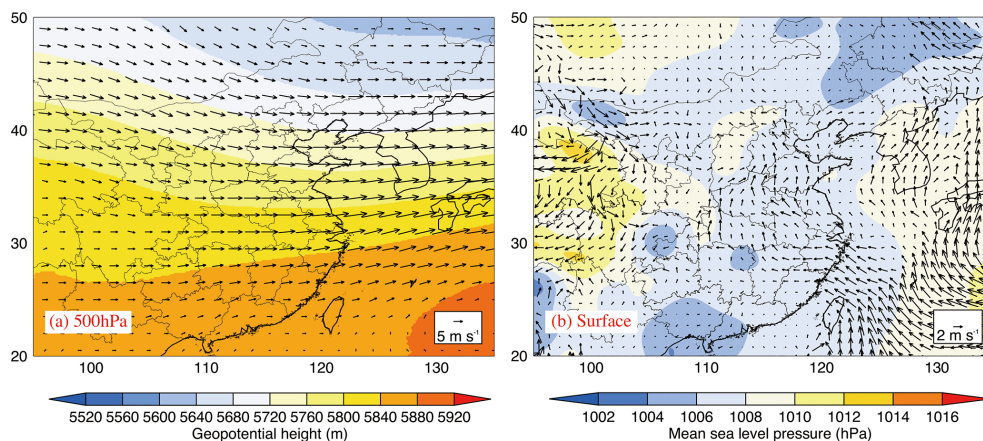 50
40
30
20
(a) 500hPa
5 m s-1
100 110 120 130
5520 5560 5600 5640 5680 5720 5760 5800 5840 5880 5920
Geopotential height (m)
50
40
30
20
(b) Surface
2 m s-1
100 110 120 130
1002 1004 1006 1008 1010 1012 1014 1016
Mean sea level pressure (hPa)